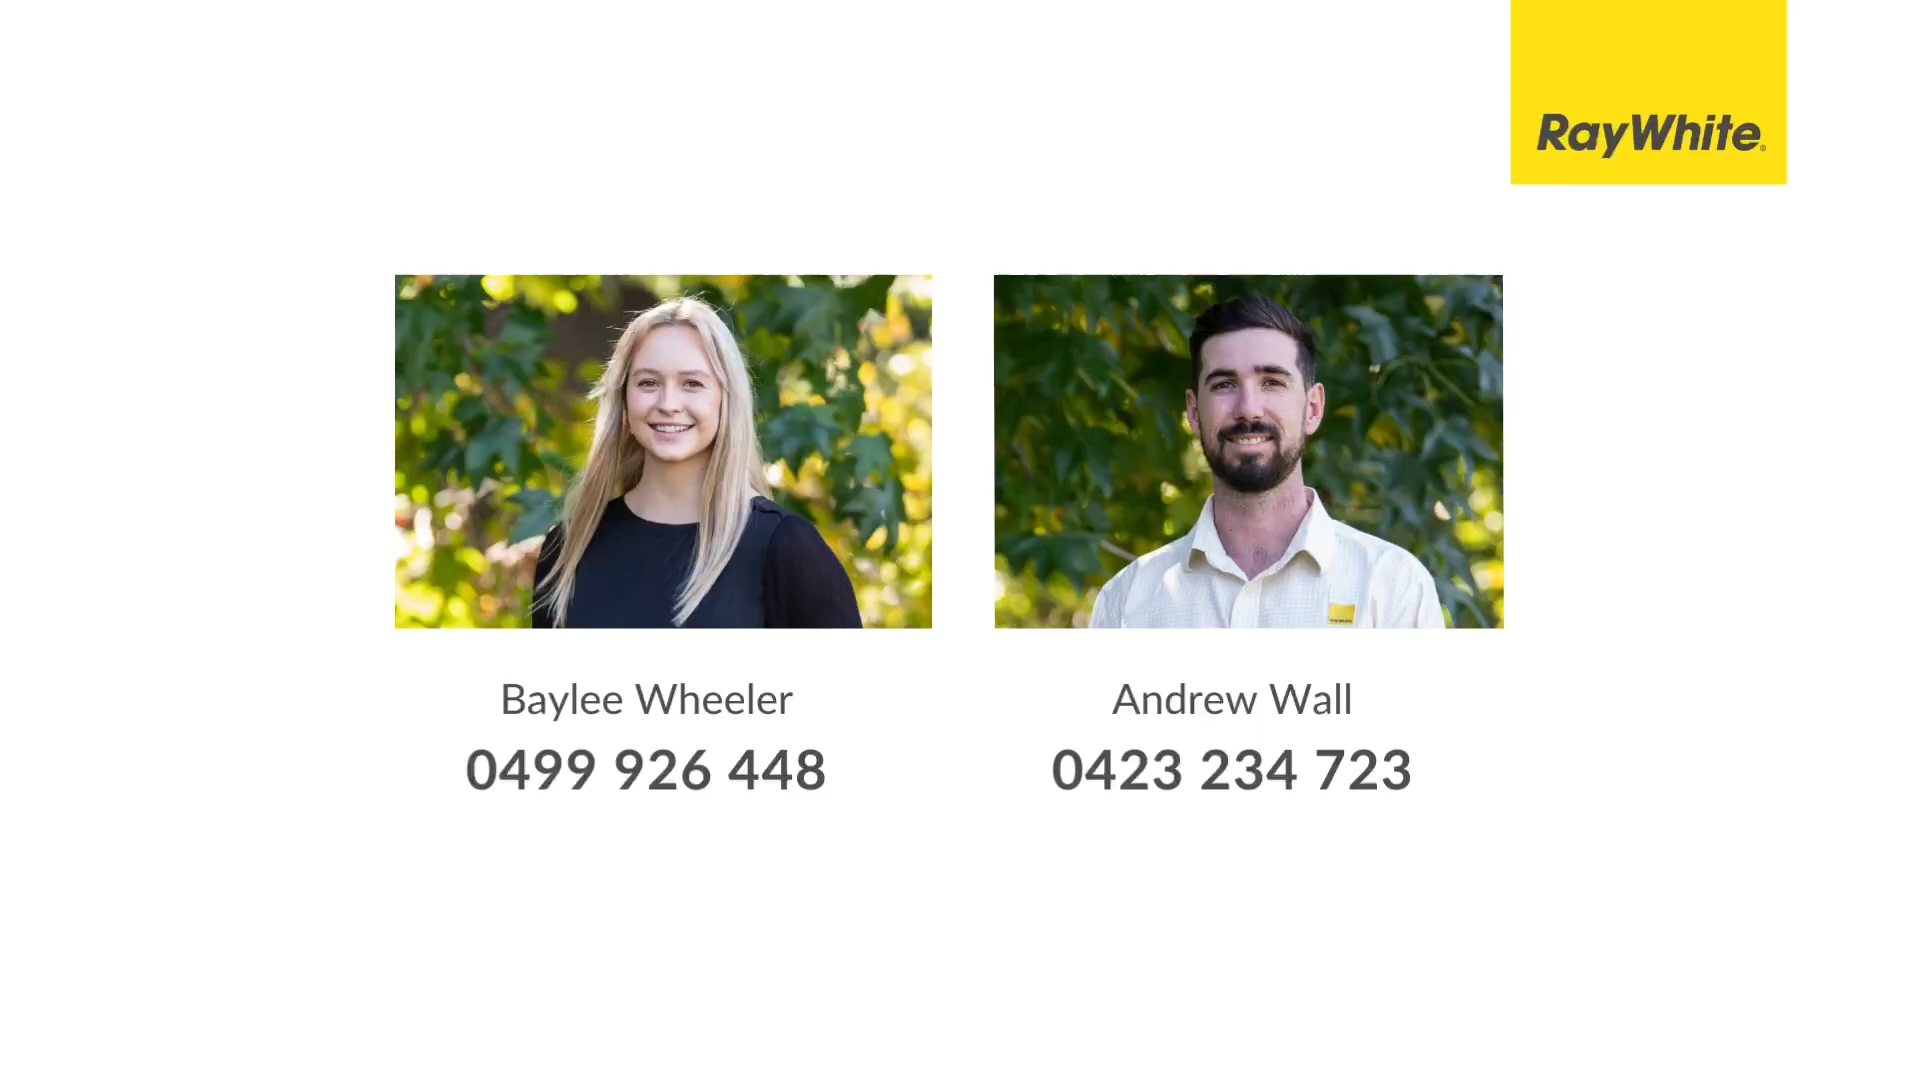 RayWhite
Baylee Wheeler
Andrew Wall
0499 926 448
0423 234 723